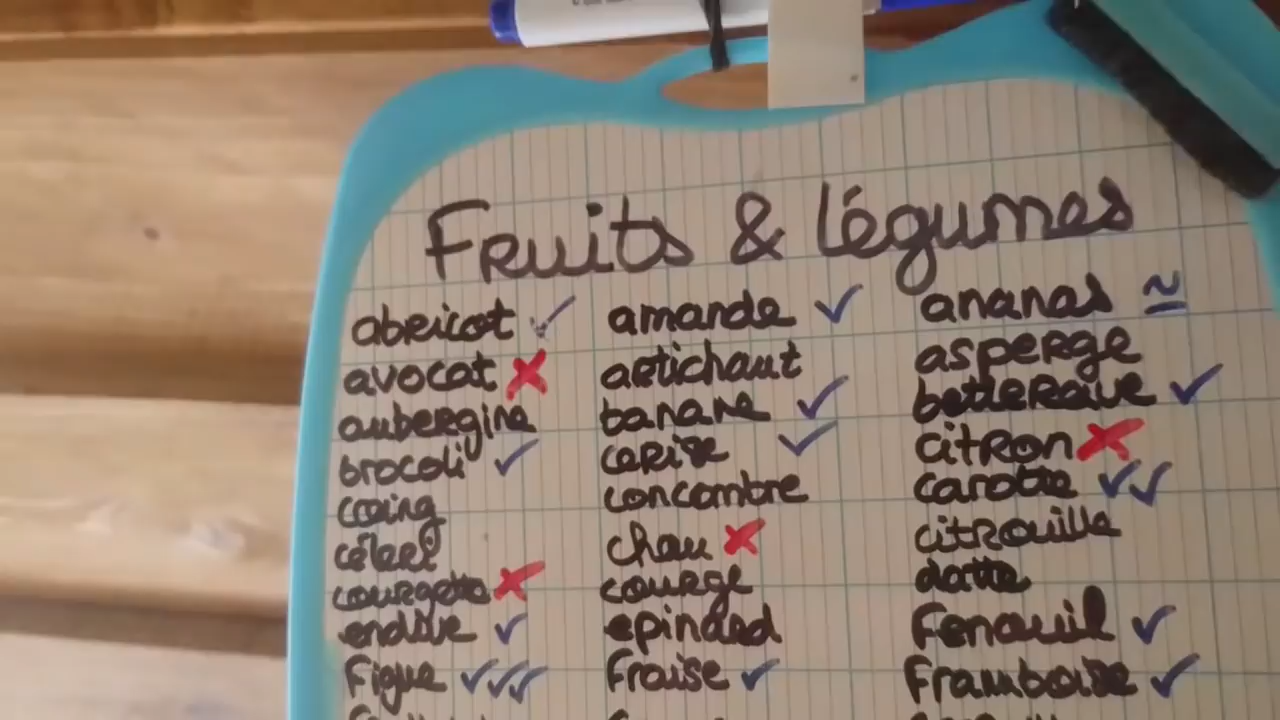 Fruits & légumes
abricot ✓ amande ✓ ananas ≃
avocat ✗ artichaut asperge
aubergine banane ✓ betterave ✓
brocoli ✓ cerise ✓ citron ✗
coing concombre carotte ✓✓
céleri chou ✗ citrouille
courgette ✗ courge datte
endive ✓ epinard Fenouil ✓
Figue ✓✓✓ Fraise ✓ Framboise ✓